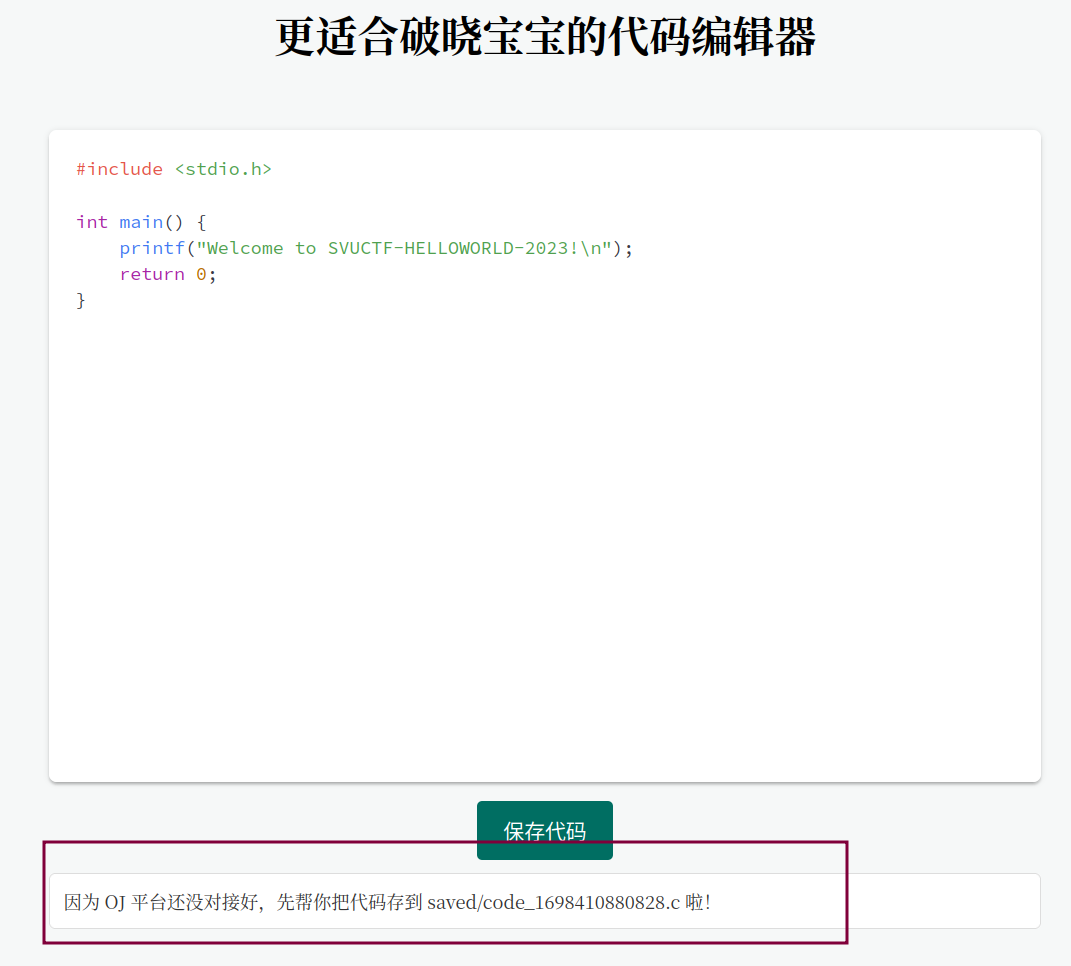 更适合破晓宝宝的代码编辑器
#include <stdio.h>
int main() {
    printf("Welcome to SVUCTF-HELLOWORLD-2023!\n");
    return 0;
}
保存代码
因为 OJ 平台还没对接好，先帮你把代码存到 saved/code_1698410880828.c 啦！